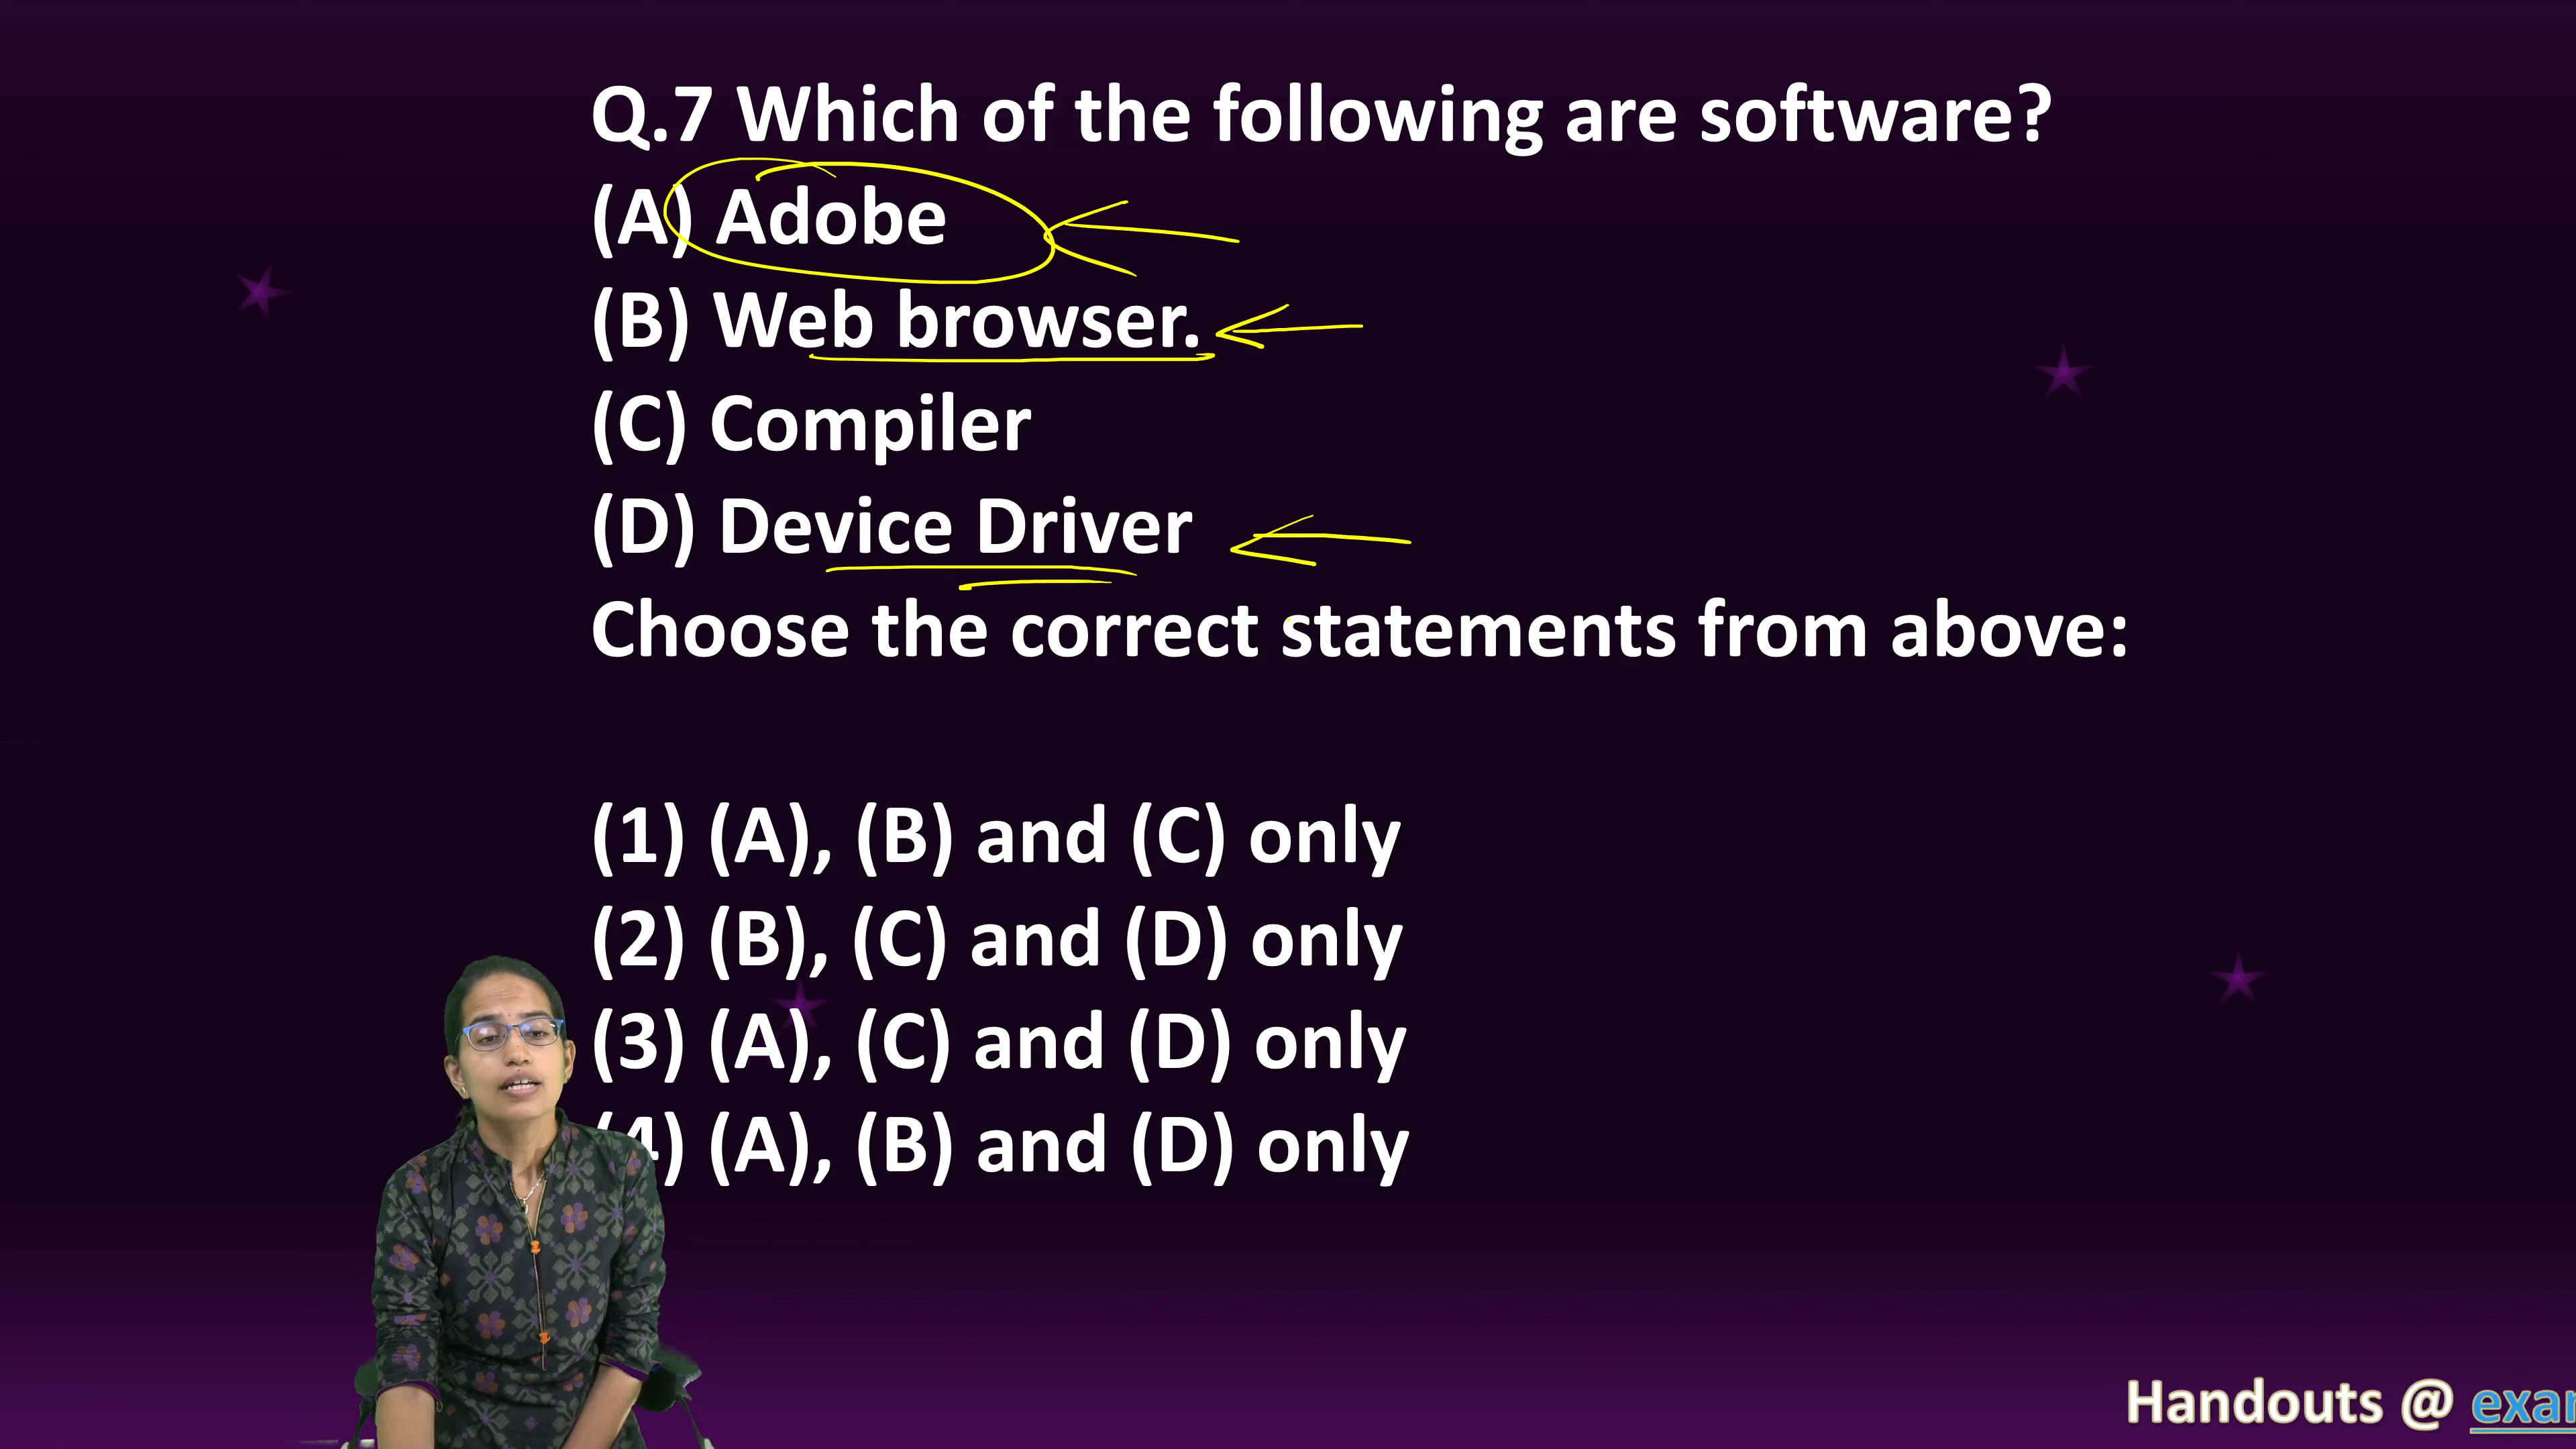 Q.7 Which of the following are software?
(A) Adobe
(B) Web browser.
(C) Compiler
(D) Device Driver
Choose the correct statements from above:
(1) (A), (B) and (C) only
(2) (B), (C) and (D) only
(3) (A), (C) and (D) only
(4) (A), (B) and (D) only
Handouts @